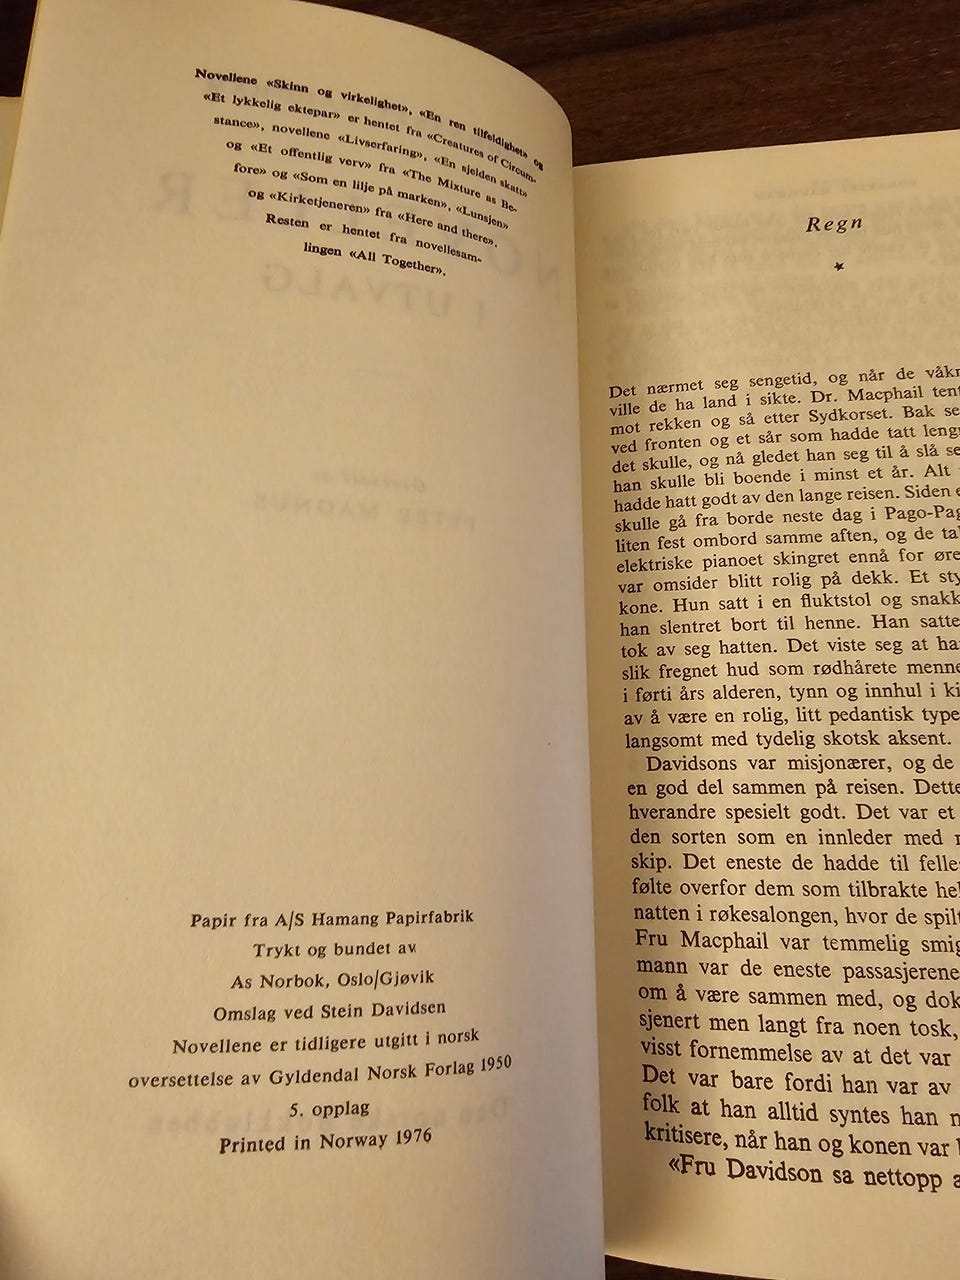 Novellene «Skinn og virkelighet», «En ren tilfeldighet» og
«Et lykkelig ektepar» er hentet fra «Creatures of Circum-
stance», novellene «Livserfaring», «En sjelden skatt»
og «Et offentlig verv» fra «The Mixture as Be-
fore» og «Som en lilje på marken», «Lunsjen»
og «Kirketjeneren» fra «Here and there».
Resten er hentet fra novellesam-
lingen «All Together».
I UTVALG
PETER MAGNUS
Papir fra A/S Hamang Papirfabrik
Trykt og bundet av
As Norbok, Oslo/Gjøvik
Omslag ved Stein Davidsen
Novellene er tidligere utgitt i norsk
oversettelse av Gyldendal Norsk Forlag 1950
5. opplag
Printed in Norway 1976
Regn
Det nærmet seg sengetid, og når de våkn
ville de ha land i sikte. Dr. Macphail tent
mot rekken og så etter Sydkorset. Bak se
ved fronten og et sår som hadde tatt leng
det skulle, og nå gledet han seg til å slå se
han skulle bli boende i minst et år. Alt
hadde hatt godt av den lange reisen. Siden
skulle gå fra borde neste dag i Pago-Pag
liten fest ombord samme aften, og de ta
elektriske pianoet skingret ennå for øre
var omsider blitt rolig på dekk. Et sty
kone. Hun satt i en fluktstol og snakk
han slentret bort til henne. Han satte
tok av seg hatten. Det viste seg at ha
slik fregnet hud som rødhårete menne
i førti års alderen, tynn og innhul i ki
av å være en rolig, litt pedantisk type
langsomt med tydelig skotsk aksent.
Davidsons var misjonærer, og de
en god del sammen på reisen. Dette
hverandre spesielt godt. Det var et
den sorten som en innleder med
skip. Det eneste de hadde til felle
følte overfor dem som tilbrakte he
natten i røkesalongen, hvor de spilt
Fru Macphail var temmelig smig
mann var de eneste passasjerene
om å være sammen med, og dok
sjenert men langt fra noen tosk,
visst fornemmelse av at det var
Det var bare fordi han var av
folk at han alltid syntes han
kritisere, når han og konen var
«Fru Davidson sa nettopp a